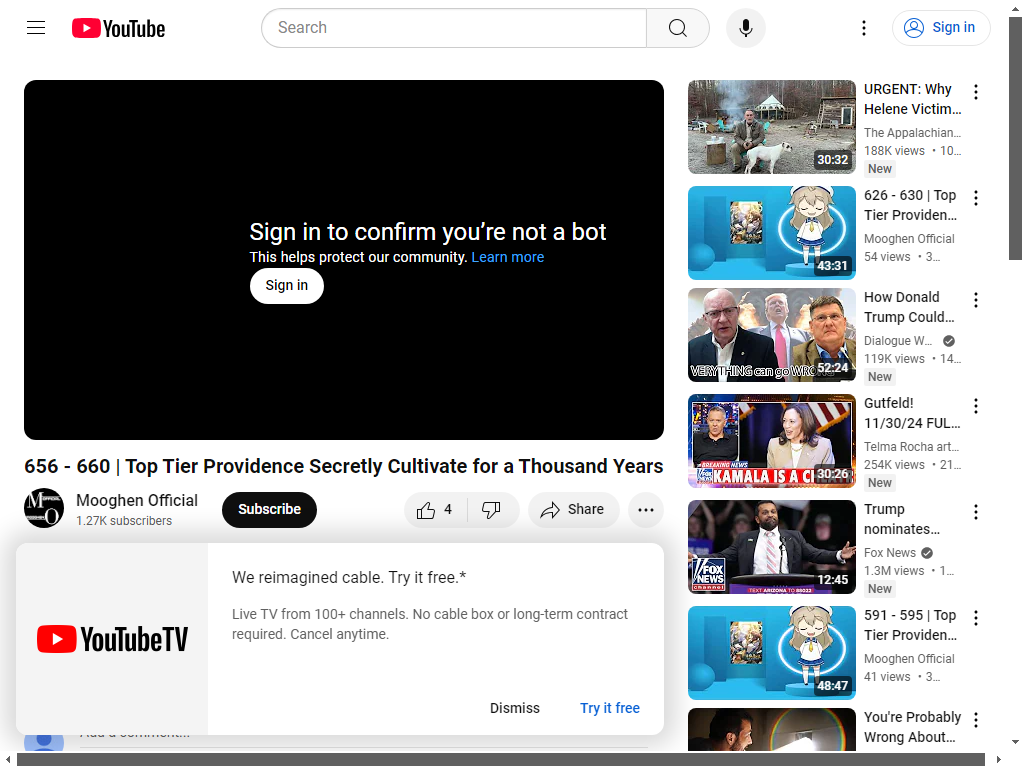 YouTube
Search
Sign in
Sign in to confirm you're not a bot
This helps protect our community. Learn more
Sign in
656 - 660 | Top Tier Providence Secretly Cultivate for a Thousand Years
Mooghen Official
1.27K subscribers
Subscribe
4
Share
We reimagined cable. Try it free.*
Live TV from 100+ channels. No cable box or long-term contract
required. Cancel anytime.
YouTubeTV
Dismiss
Try it free
Add a comment...
30:32
URGENT: Why
Helene Victim...
The Appalachian...
188K views • 10...
New
43:31
626 - 630 | Top
Tier Providen...
Mooghen Official
54 views • 3...
52:24
How Donald
Trump Could...
Dialogue W...
119K views • 14...
New
BREAKING NEWS
KAMALA IS A
30:26
Gutfeld!
11/30/24 FUL...
Telma Rocha art...
254K views • 21...
New
FOX
NEWS
channel
TEXT ARIZONA TO 88022
12:45
Trump
nominates...
Fox News
1.3M views • 1...
New
48:47
591 - 595 | Top
Tier Providen...
Mooghen Official
41 views • 3...
You're Probably
Wrong About...